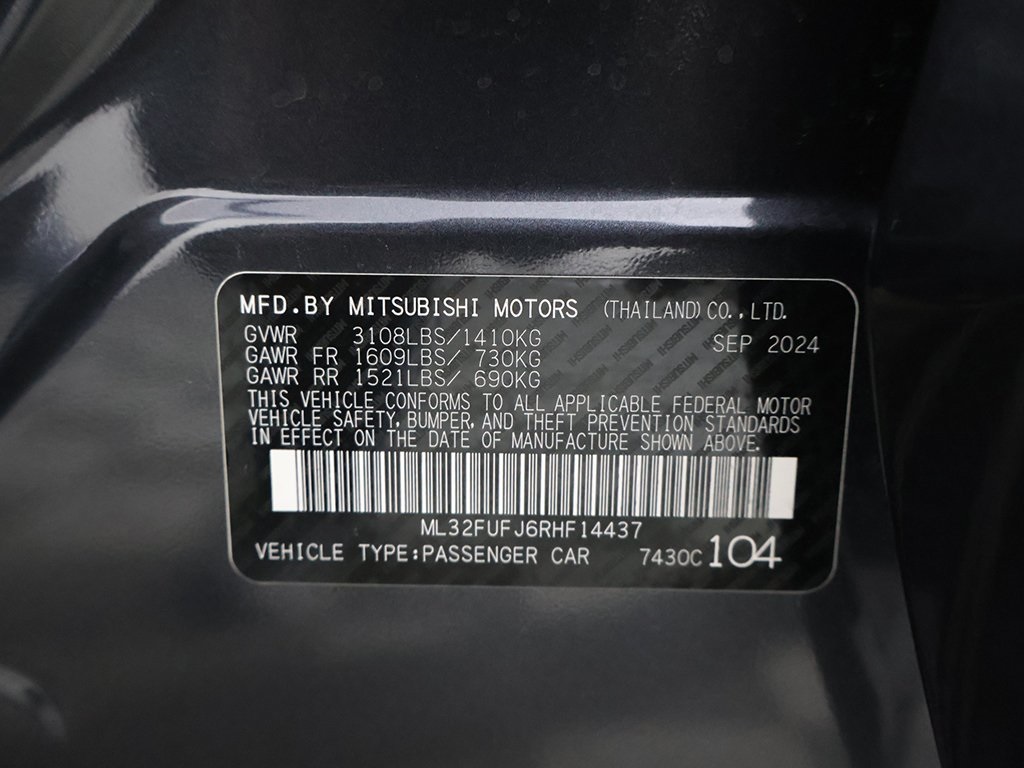 MFD.BY MITSUBISHI MOTORS (THAILAND)CO.,LTD.
GVWR 3108LBS/1410KG SEP 2024
GAWR FR 1609LBS/ 730KG
GAWR RR 1521LBS/ 690KG
THIS VEHICLE CONFORMS TO ALL APPLICABLE FEDERAL MOTOR
VEHICLE SAFETY, BUMPER, AND THEFT PREVENTION STANDARDS
IN EFFECT ON THE DATE OF MANUFACTURE SHOWN ABOVE.
ML32FUFJ6RHF14437
VEHICLE TYPE:PASSENGER CAR 7430C 104